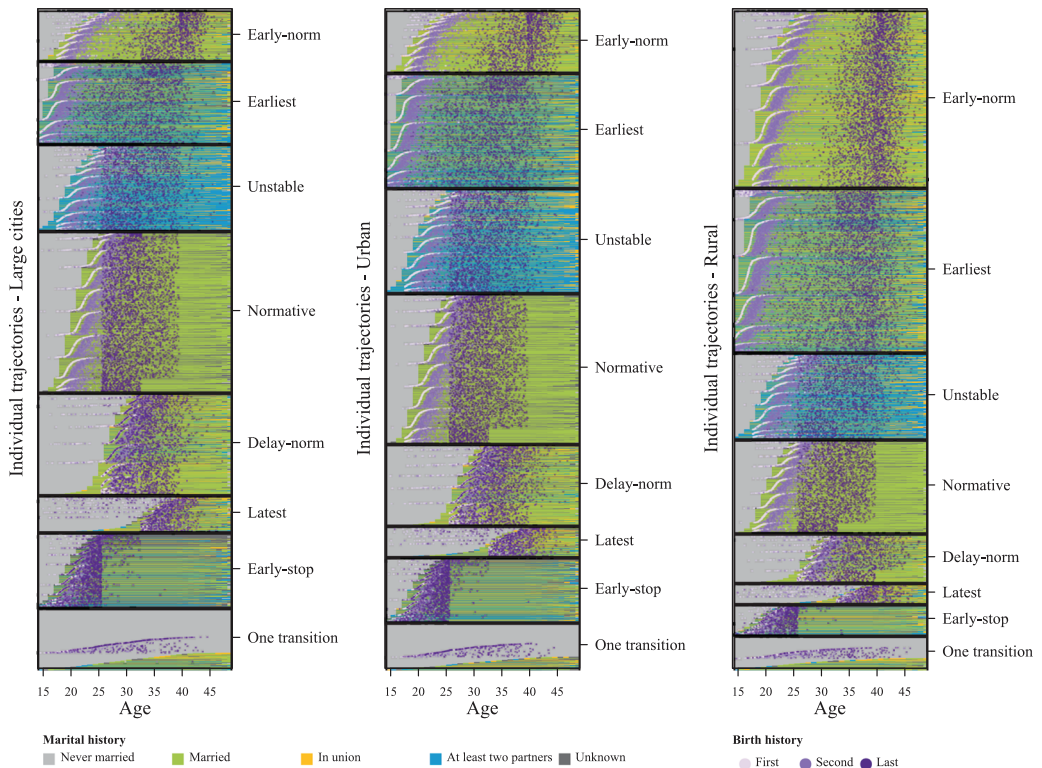 Individual trajectories - Large cities
Early-norm
Earliest
Unstable
Normative
Delay-norm
Latest
Early-stop
One transition
15 20 25 30 35 40 45
Age
Individual trajectories - Urban
Early-norm
Earliest
Unstable
Normative
Delay-norm
Latest
Early-stop
One transition
15 20 25 30 35 40 45
Age
Individual trajectories - Rural
Early-norm
Earliest
Unstable
Normative
Delay-norm
Latest
Early-stop
One transition
15 20 25 30 35 40 45
Age
Marital history
Never married Married In union At least two partners Unknown
Birth history
First Second Last